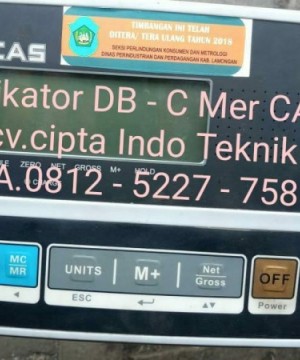 TIMBANGAN INI TELAH
DITERA / TERA ULANG TAHUN 2018
SEKSI PERLINDUNGAN KONSUMEN DAN METROLOGI
DINAS PERINDUSTRIAN DAN PERDAGANGAN KAB. LAMONGAN
CAS
ikator DB - C Mer CA
cv.cipta Indo Teknik
A.0812 - 5227 - 758
ZERO NET GROSS M+ HOLD
MC
MR
UNITS
M+
Net
Gross
OFF
ESC
Power